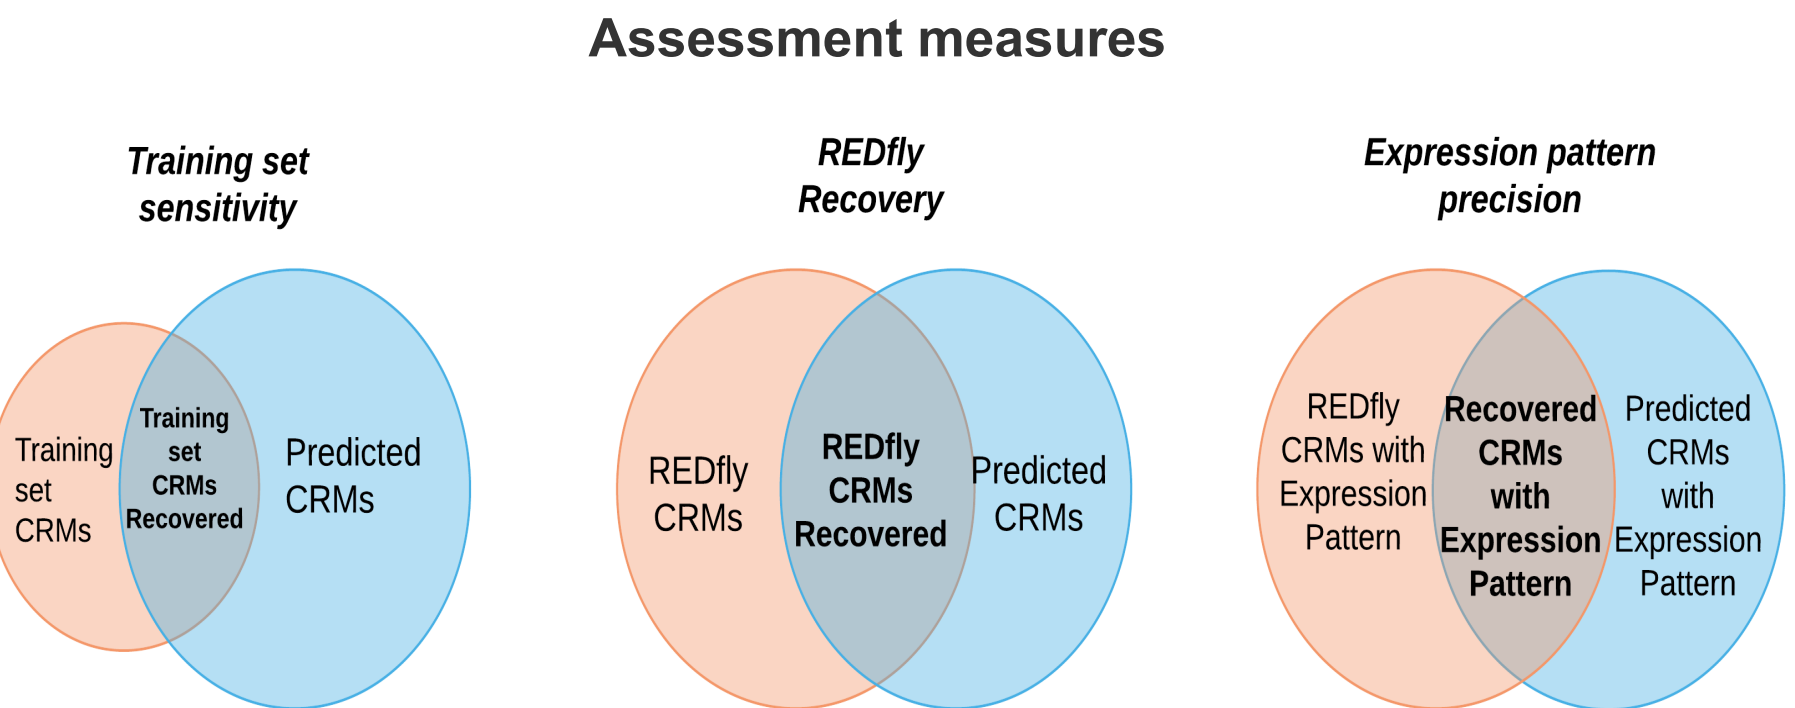 Assessment measures
Training set
sensitivity
Training
set
CRMs
Training
set
CRMs
Recovered
Predicted
CRMs
REDfly
Recovery
REDfly
CRMs
REDfly
CRMs
Recovered
Predicted
CRMs
Expression pattern
precision
REDfly
CRMs with
Expression
Pattern
Recovered
CRMs
with
Expression
Pattern
Predicted
CRMs
with
Expression
Pattern